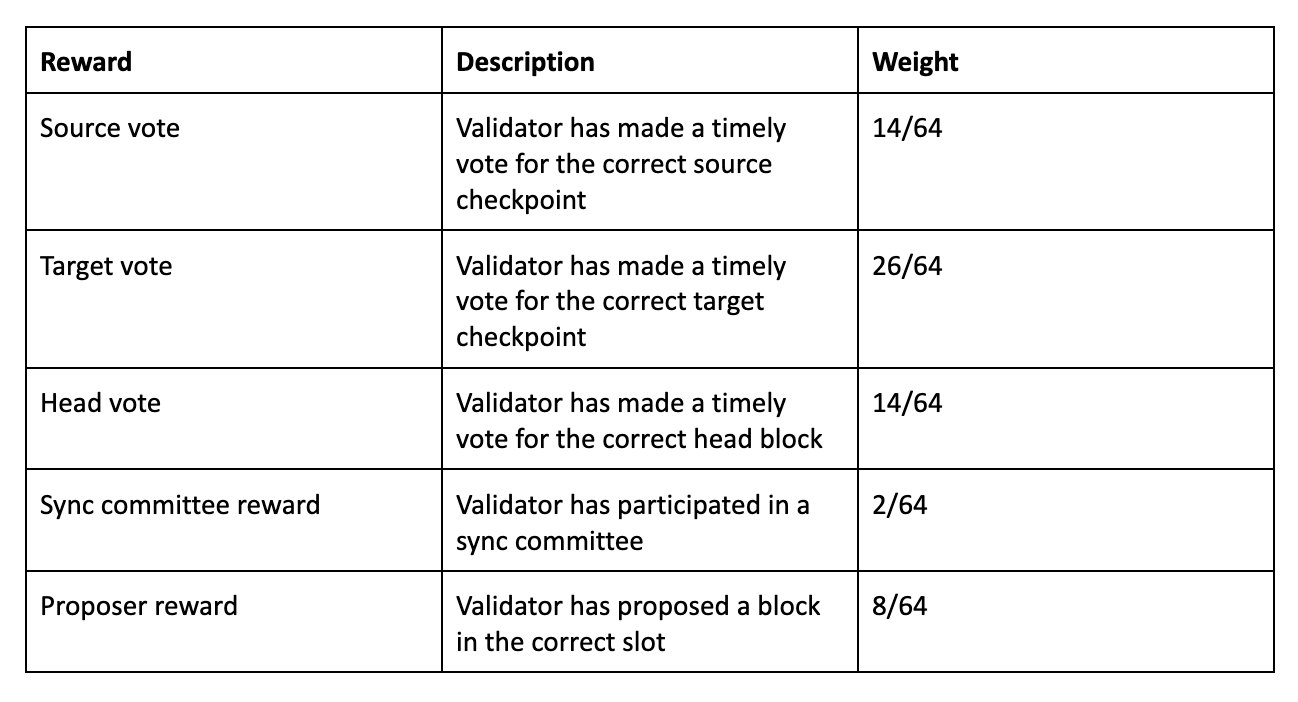 Reward Description Weight
Source vote Validator has made a timely 14/64
vote for the correct source
checkpoint
Target vote Validator has made a timely 26/64
vote for the correct target
checkpoint
Head vote Validator has made a timely 14/64
vote for the correct head block
Sync committee reward Validator has participated in a 2/64
sync committee
Proposer reward Validator has proposed a block 8/64
in the correct slot